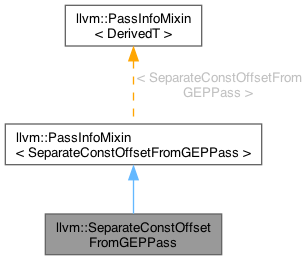 llvm::PassInfoMixin
< DerivedT >
< SeparateConstOffsetFrom
GEPPass >
llvm::PassInfoMixin
< SeparateConstOffsetFromGEPPass >
llvm::SeparateConstOffset
FromGEPPass